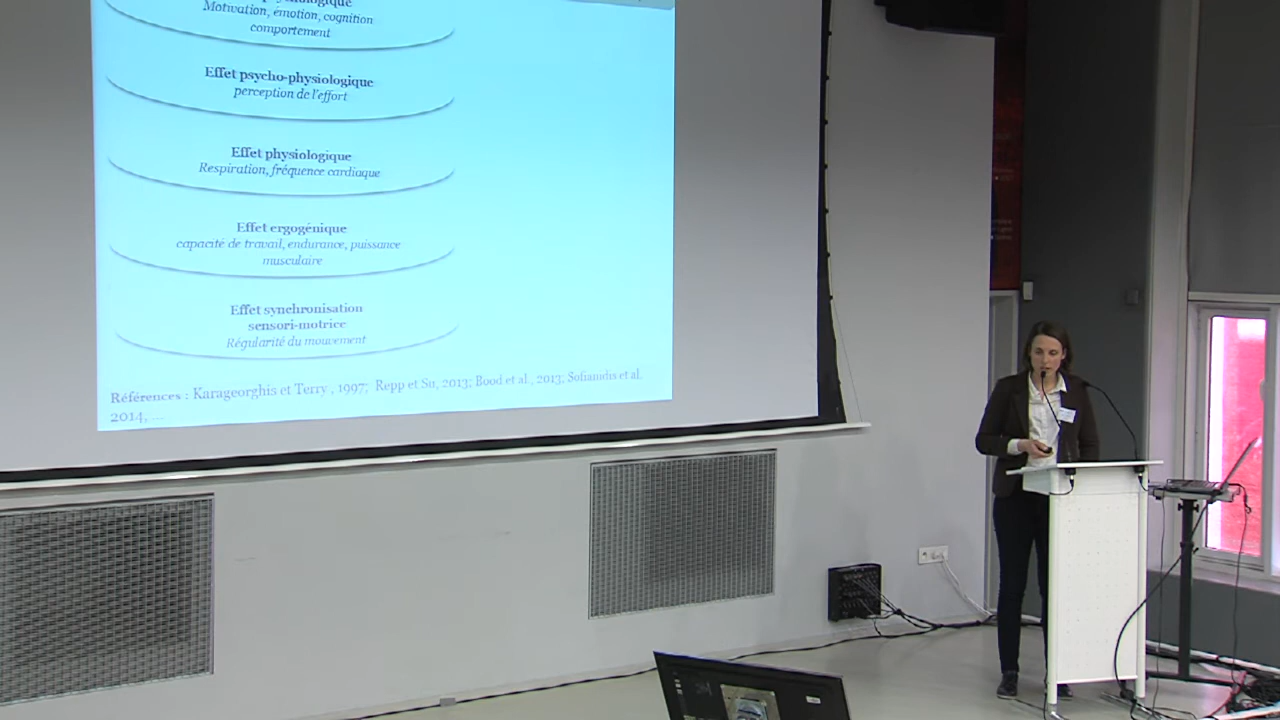 Motivation, émotion, cognition
comportement
Effet psycho-physiologique
perception de l'effort
Effet physiologique
Respiration, fréquence cardiaque
Effet ergogénique
capacité de travail, endurance, puissance
musculaire
Effet synchronisation
sensori-motrice
Régularité du mouvement
Références : Karageorghis et Terry , 1997; Repp et Su, 2013; Bood et al., 2013; Sofianidis et al.
2014, ...